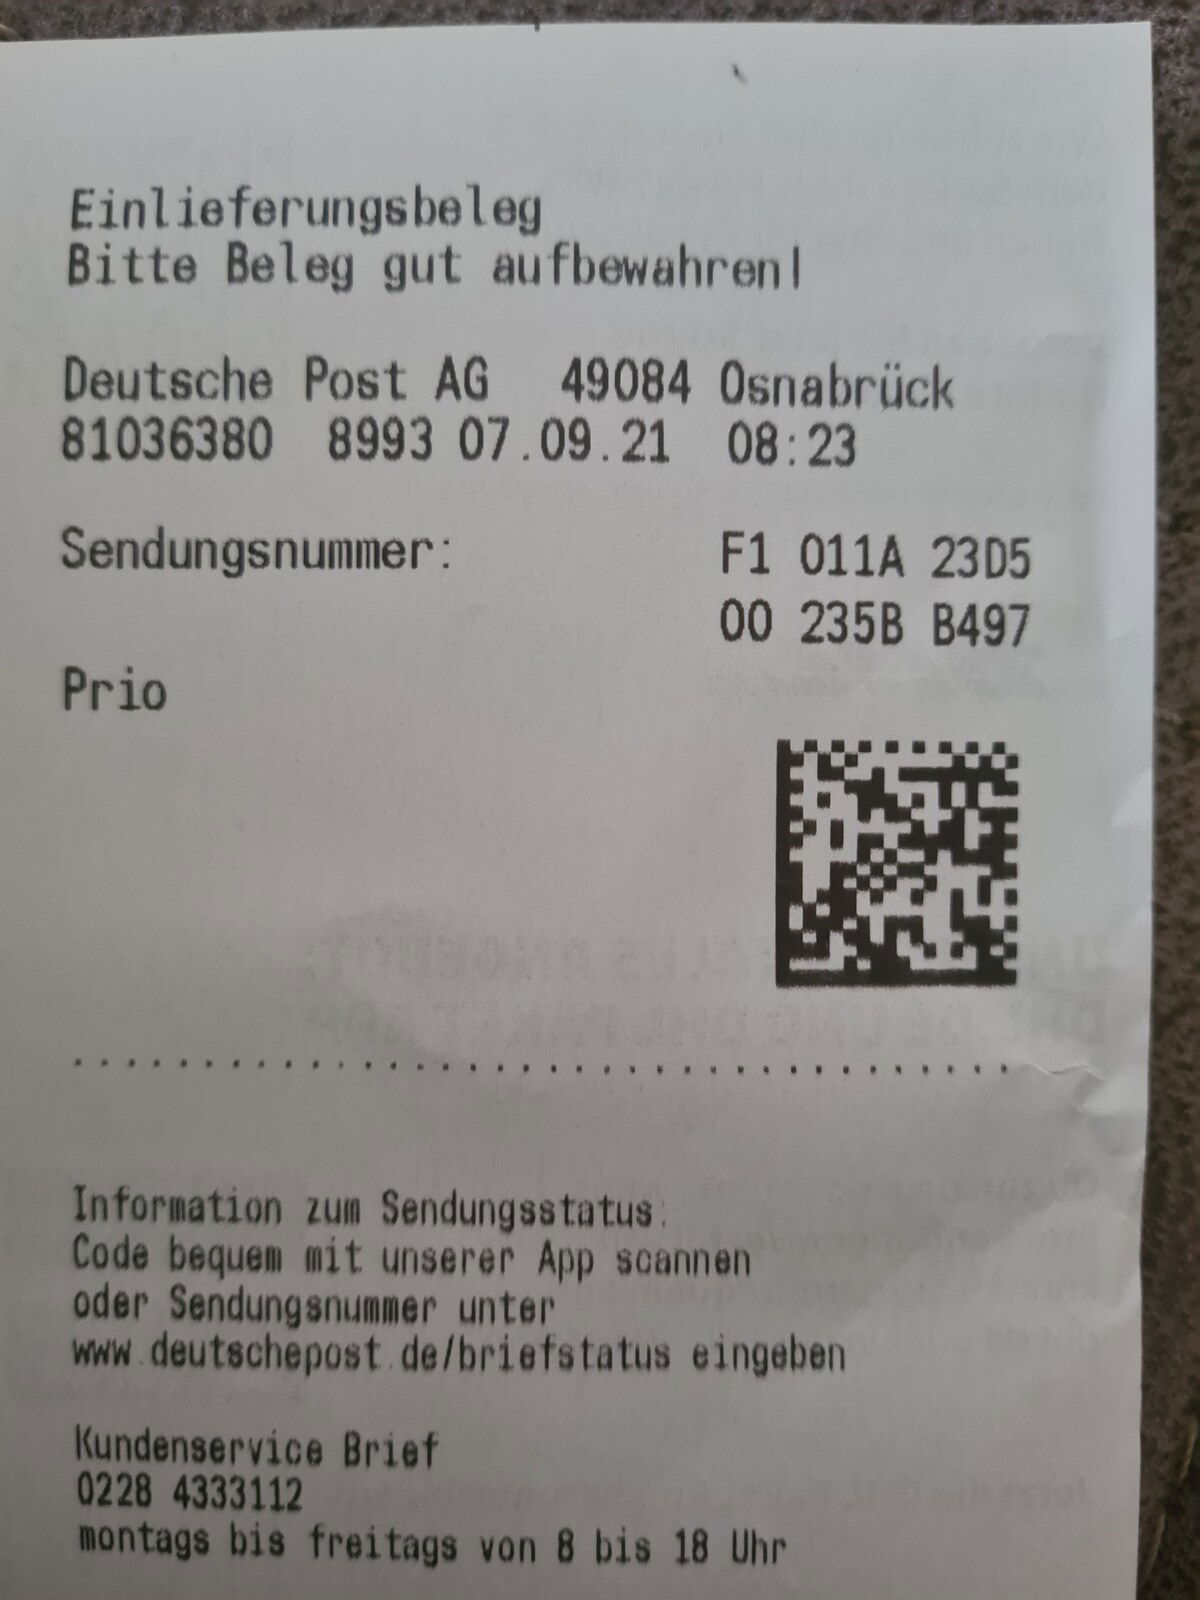 Einlieferungsbeleg
Bitte Beleg gut aufbewahren!
Deutsche Post AG 49084 Osnabrück
81036380 8993 07.09.21 08:23
Sendungsnummer: F1 011A 23D5
00 235B B497
Prio
Information zum Sendungsstatus:
Code bequem mit unserer App scannen
oder Sendungsnummer unter
www.deutschepost.de/briefstatus eingeben
Kundenservice Brief
0228 4333112
montags bis freitags von 8 bis 18 Uhr